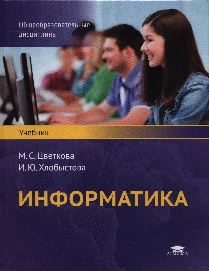 Общеобразовательные
дисциплины
Учебник
М. С. Цветкова
И. Ю. Хлобыстова
ИНФОРМАТИКА